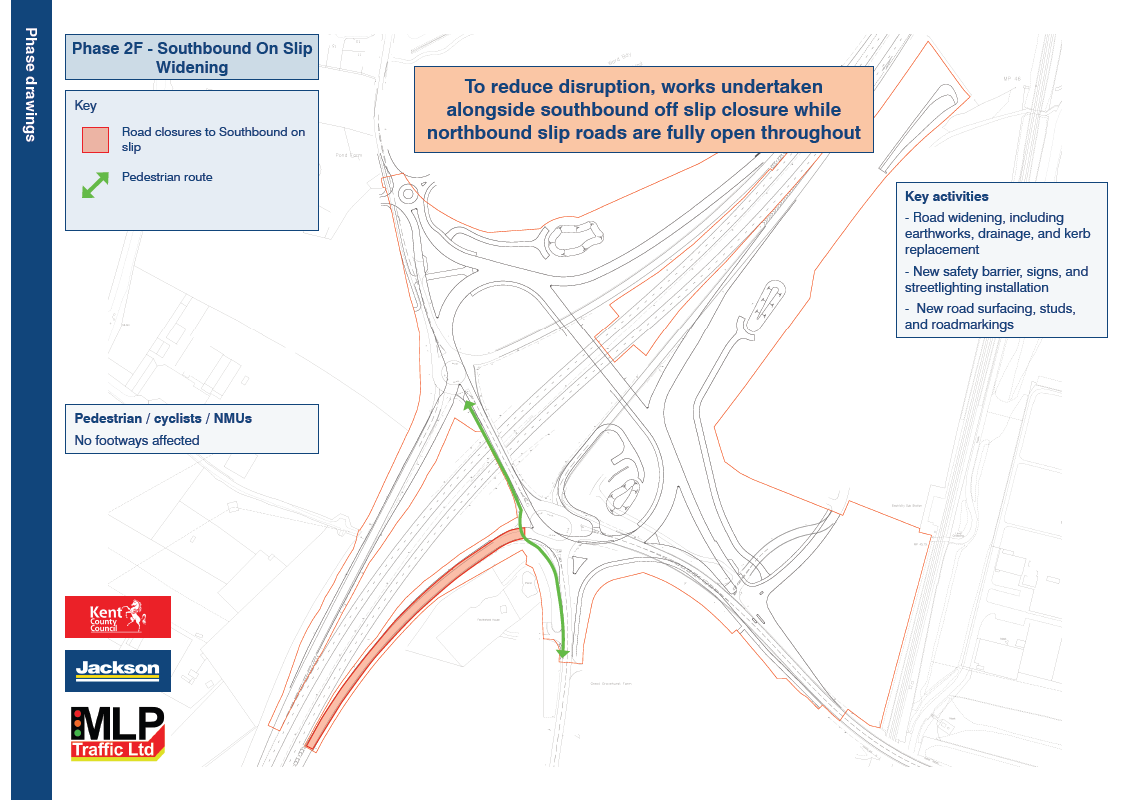 Phase drawings
Phase 2F - Southbound On Slip
Widening
Key
Road closures to Southbound on
slip
Pedestrian route
To reduce disruption, works undertaken
alongside southbound off slip closure while
northbound slip roads are fully open throughout
Key activities
- Road widening, including
earthworks, drainage, and kerb
replacement
- New safety barrier, signs, and
streetlighting installation
- New road surfacing, studs,
and roadmarkings
Pedestrian / cyclists / NMUs
No footways affected
Kent
County
Council
Jackson
MLP
Traffic Ltd